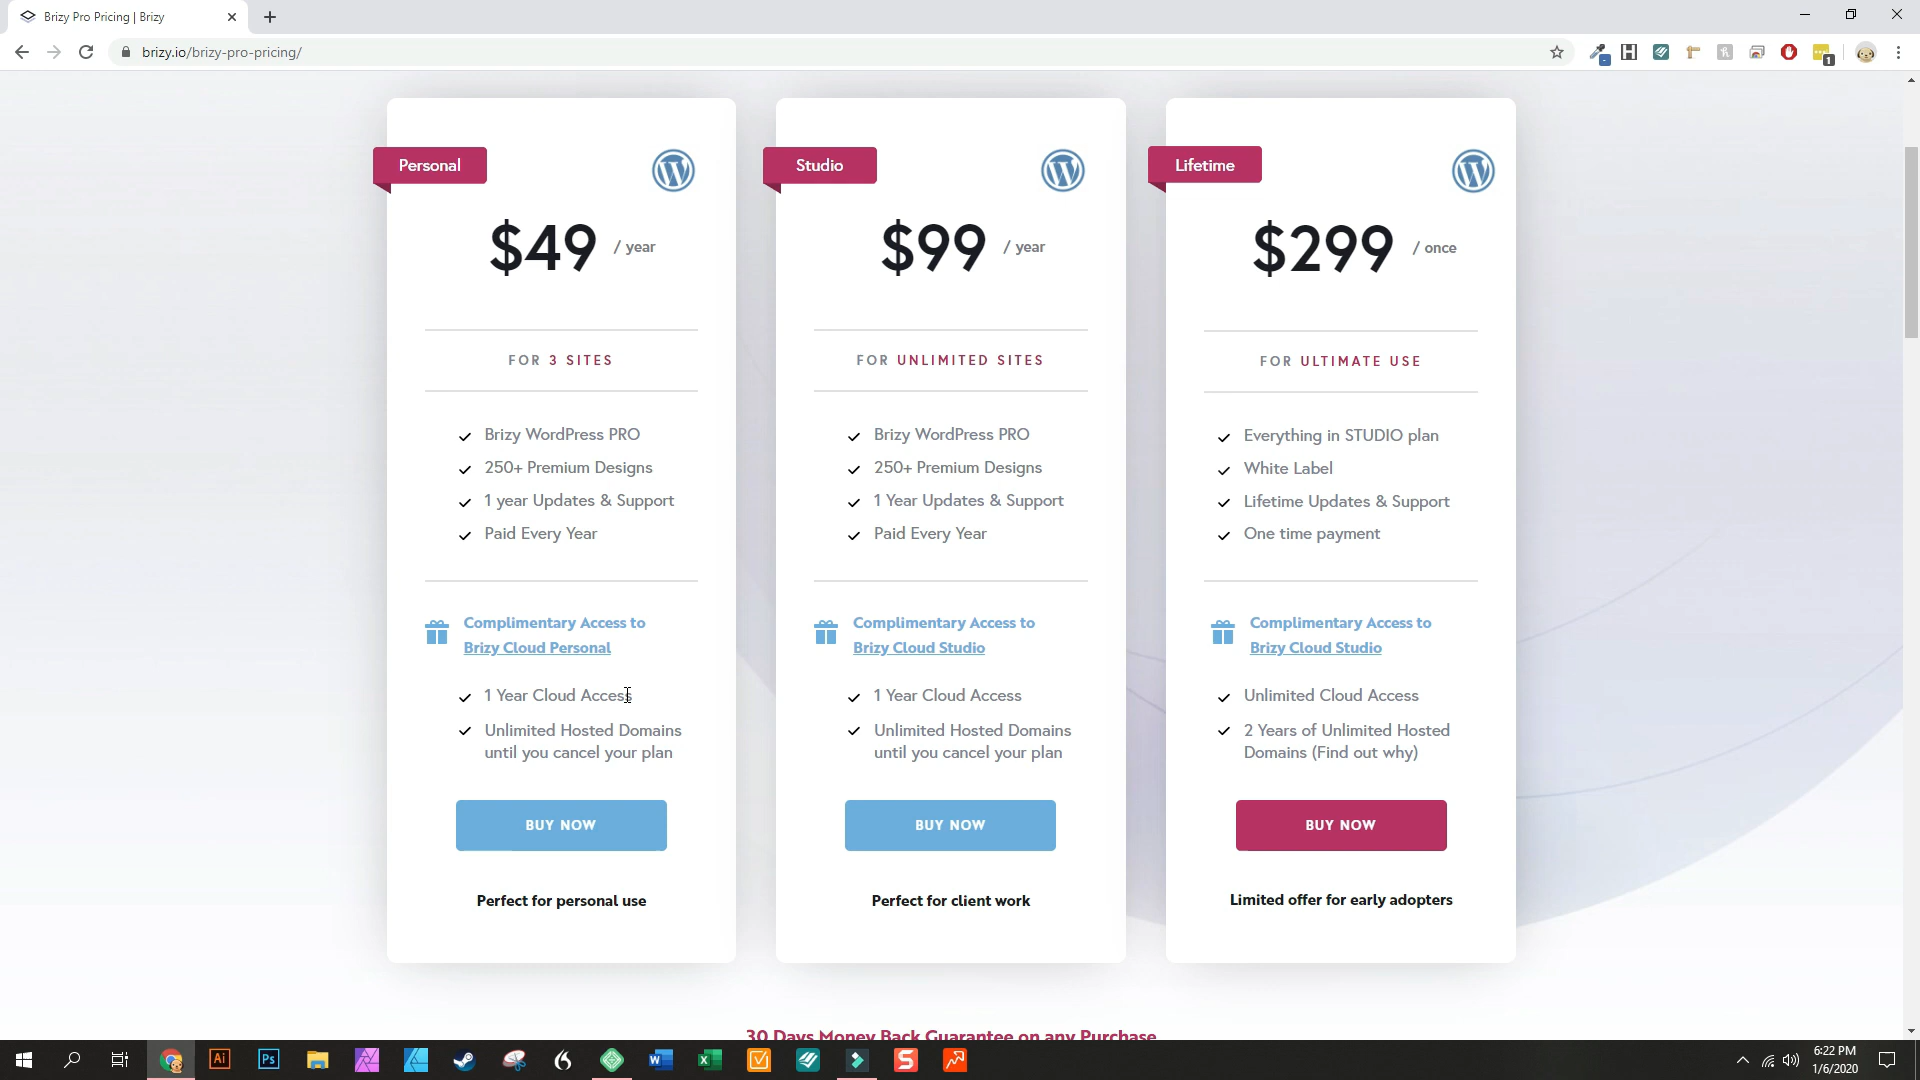 Brizy Pro Pricing | Brizy
brizy.io/brizy-pro-pricing/
Personal
$49 / year
FOR 3 SITES
Brizy WordPress PRO
250+ Premium Designs
1 year Updates & Support
Paid Every Year
Complimentary Access to
Brizy Cloud Personal
1 Year Cloud Access
Unlimited Hosted Domains
until you cancel your plan
BUY NOW
Perfect for personal use
Studio
$99 / year
FOR UNLIMITED SITES
Brizy WordPress PRO
250+ Premium Designs
1 Year Updates & Support
Paid Every Year
Complimentary Access to
Brizy Cloud Studio
1 Year Cloud Access
Unlimited Hosted Domains
until you cancel your plan
BUY NOW
Perfect for client work
Lifetime
$299 / once
FOR ULTIMATE USE
Everything in STUDIO plan
White Label
Lifetime Updates & Support
One time payment
Complimentary Access to
Brizy Cloud Studio
Unlimited Cloud Access
2 Years of Unlimited Hosted
Domains (Find out why)
BUY NOW
Limited offer for early adopters
30 Days Money Back Guarantee on any Purchase
6:22 PM
1/6/2020